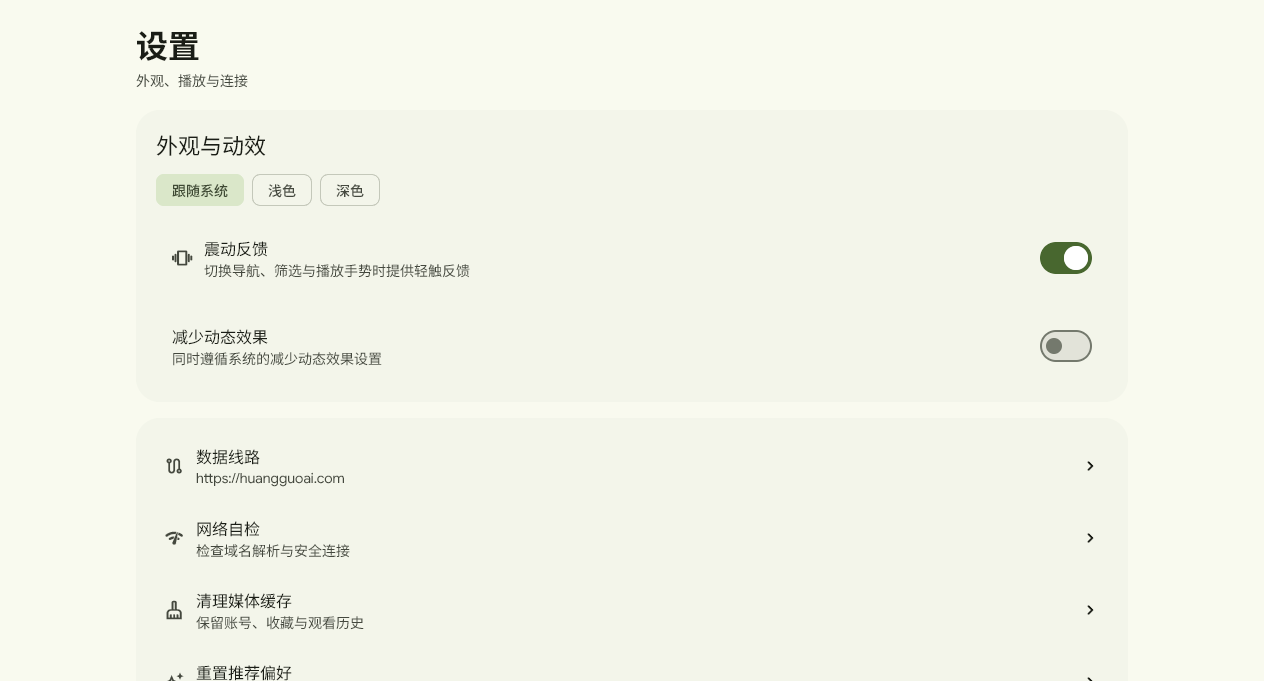 设置
外观、播放与连接
外观与动效
跟随系统
浅色
深色
震动反馈
切换导航、筛选与播放手势时提供轻触反馈
减少动态效果
同时遵循系统的减少动态效果设置
数据线路
https://huangguoai.com
网络自检
检查域名解析与安全连接
清理媒体缓存
保留账号、收藏与观看历史
重置推荐偏好